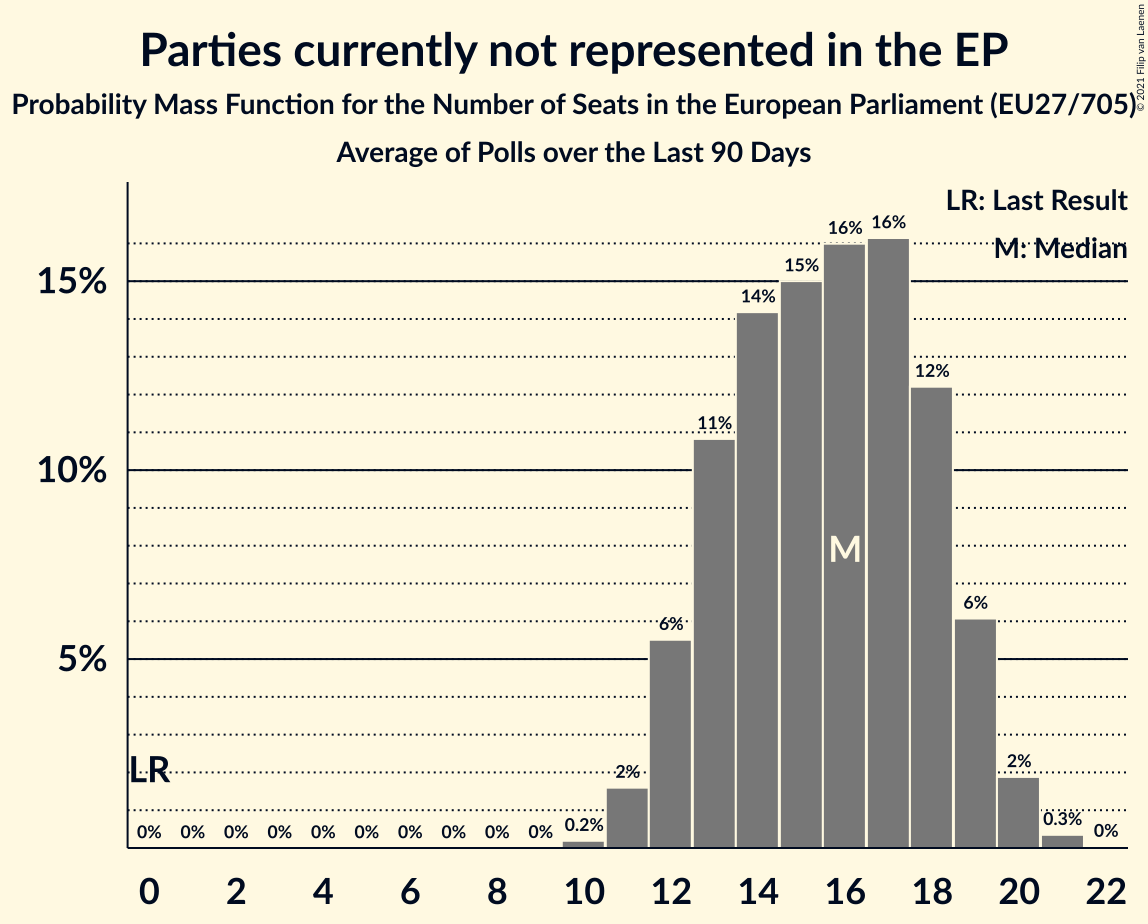 Parties currently not represented in the EP
Probability Mass Function for the Number of Seats in the European Parliament (EU27/705)
Average of Polls over the Last 90 Days
© 2021 Filip van Laenen
LR: Last Result
M: Median
15%
10%
5%
LR
M
0%
0%
0%
0%
0%
0%
0%
0%
0%
0%
0.2%
2%
6%
11%
14%
15%
16%
16%
12%
6%
2%
0.3%
0%
0 2 4 6 8 10 12 14 16 18 20 22